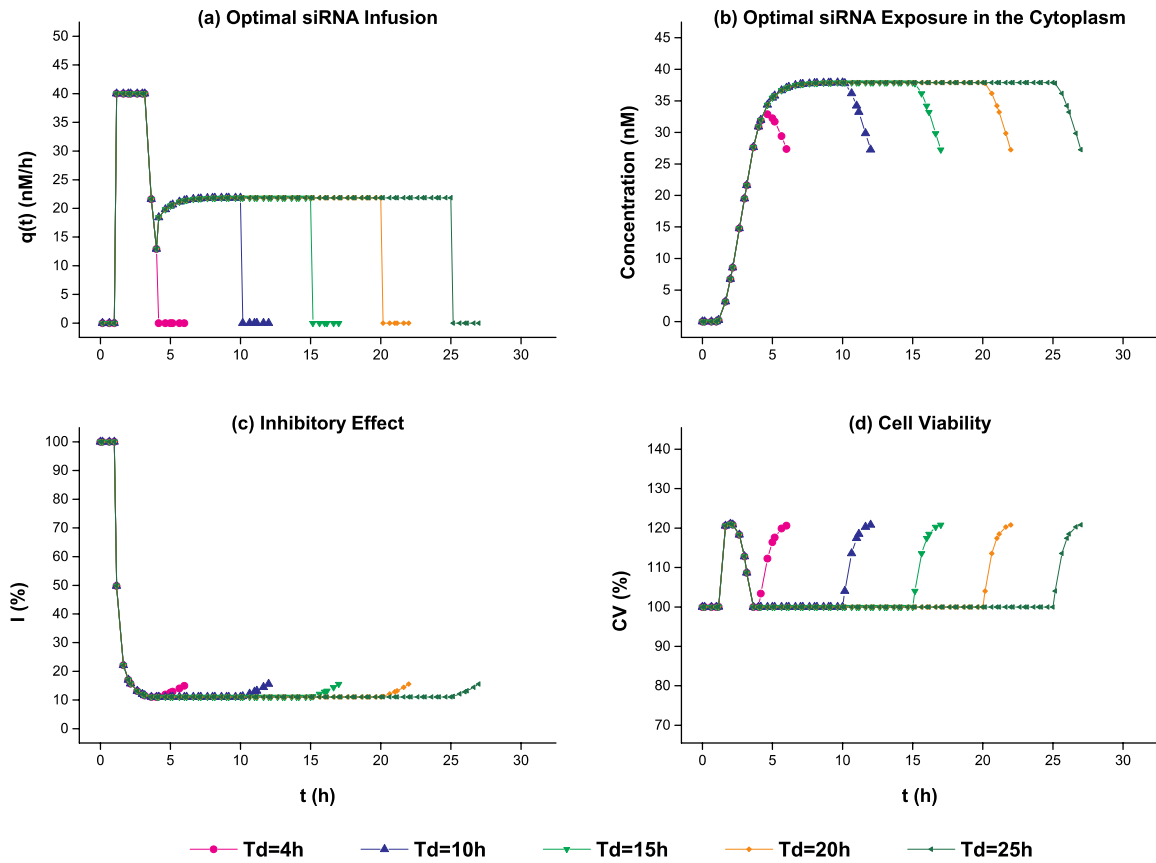 (a) Optimal siRNA Infusion
q(t) (nM/h)
50
45
40
35
30
25
20
15
10
5
0
0 5 10 15 20 25 30
(b) Optimal siRNA Exposure in the Cytoplasm
Concentration (nM)
45
40
35
30
25
20
15
10
5
0
0 5 10 15 20 25 30
(c) Inhibitory Effect
I (%)
100
90
80
70
60
50
40
30
20
10
0
0 5 10 15 20 25 30
t (h)
(d) Cell Viability
CV (%)
140
130
120
110
100
90
80
70
0 5 10 15 20 25 30
t (h)
Td=4h Td=10h Td=15h Td=20h Td=25h